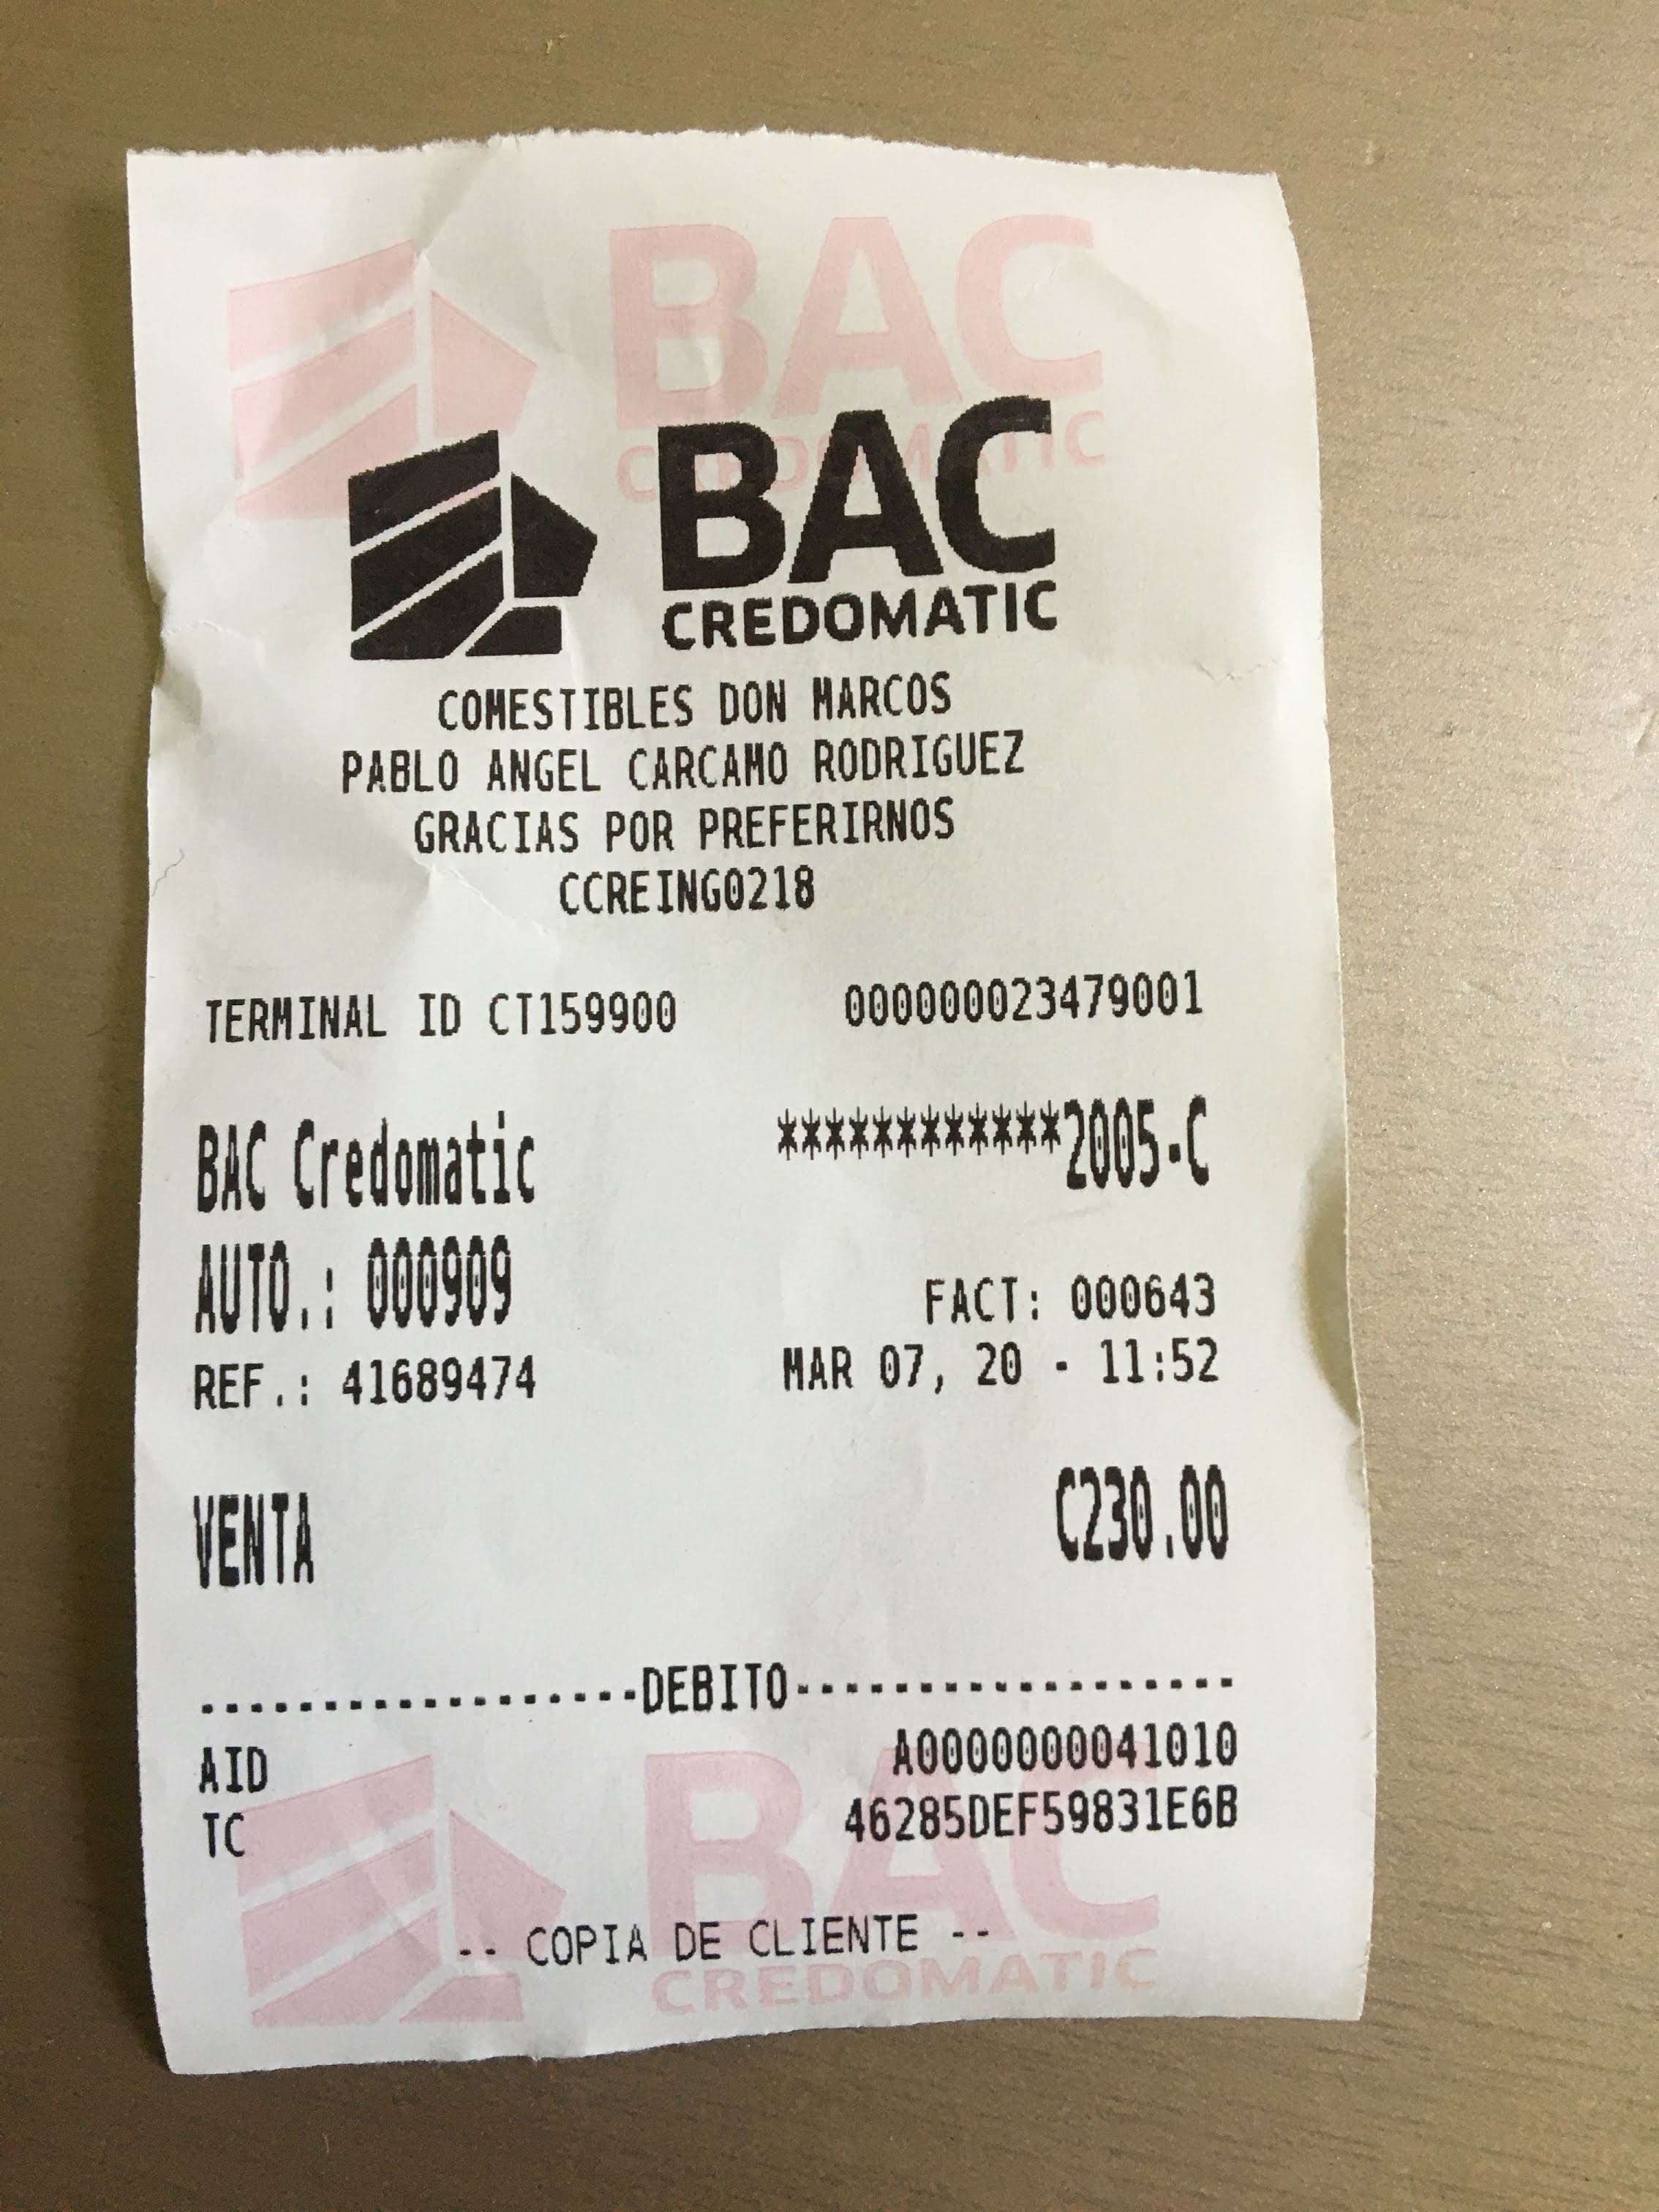 BAC
CREDOMATIC
BAC
CREDOMATIC
COMESTIBLES DON MARCOS
PABLO ANGEL CARCAMO RODRIGUEZ
GRACIAS POR PREFERIRNOS
CCREING0218
TERMINAL ID CT159900 000000023479001
BAC Credomatic ************2005-C
AUTO.: 000909 FACT: 000643
REF.: 41689474 MAR 07, 20 - 11:52
VENTA C230.00
------------------DEBITO-------------------
AID A0000000041010
TC 46285DEF59831E6B
BAC
-- COPIA DE CLIENTE --
CREDOMATIC